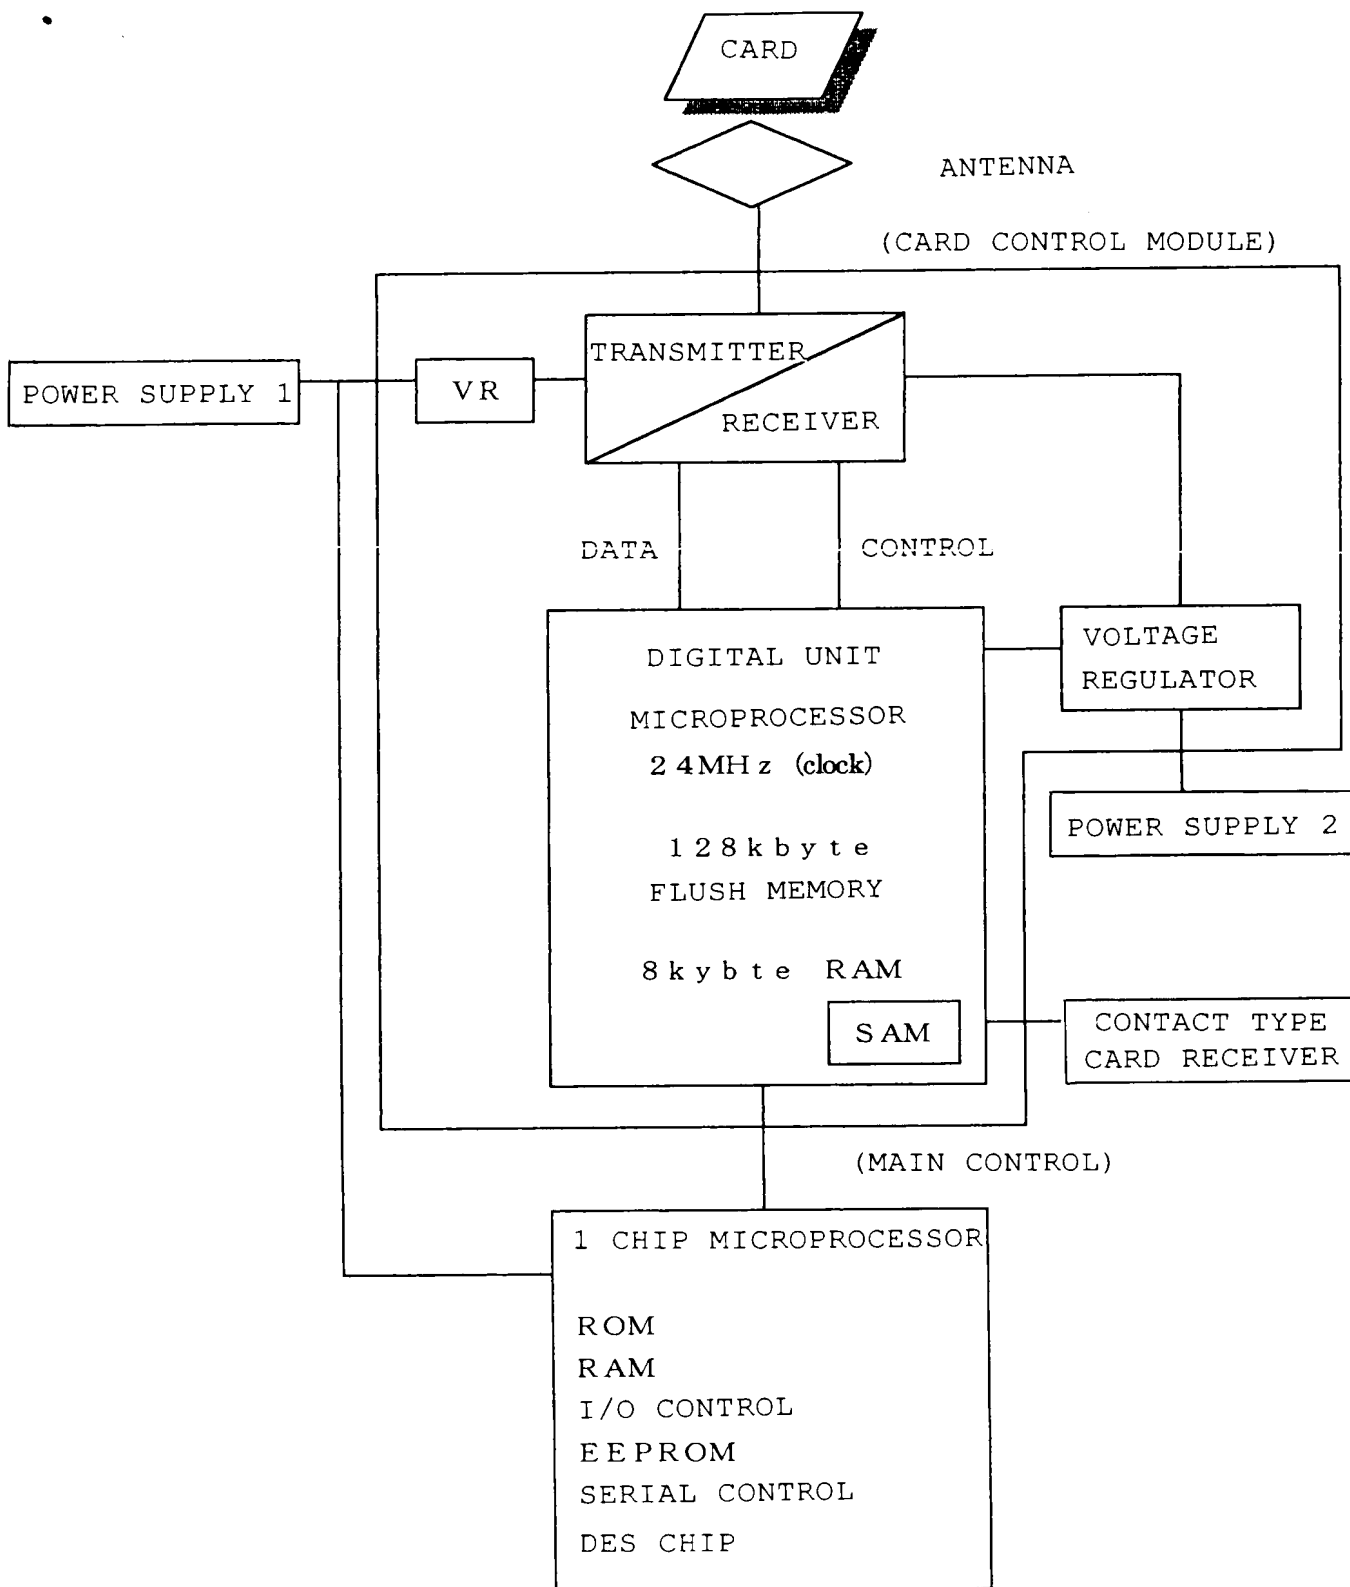 CARD
ANTENNA
(CARD CONTROL MODULE)
TRANSMITTER
POWER SUPPLY 1
VR
RECEIVER
DATA
CONTROL
DIGITAL UNIT
MICROPROCESSOR
24MHz (clock)
128kbyte
FLUSH MEMORY
8kybte RAM
SAM
VOLTAGE
REGULATOR
POWER SUPPLY 2
CONTACT TYPE
CARD RECEIVER
(MAIN CONTROL)
1 CHIP MICROPROCESSOR
ROM
RAM
I/O CONTROL
EEPROM
SERIAL CONTROL
DES CHIP